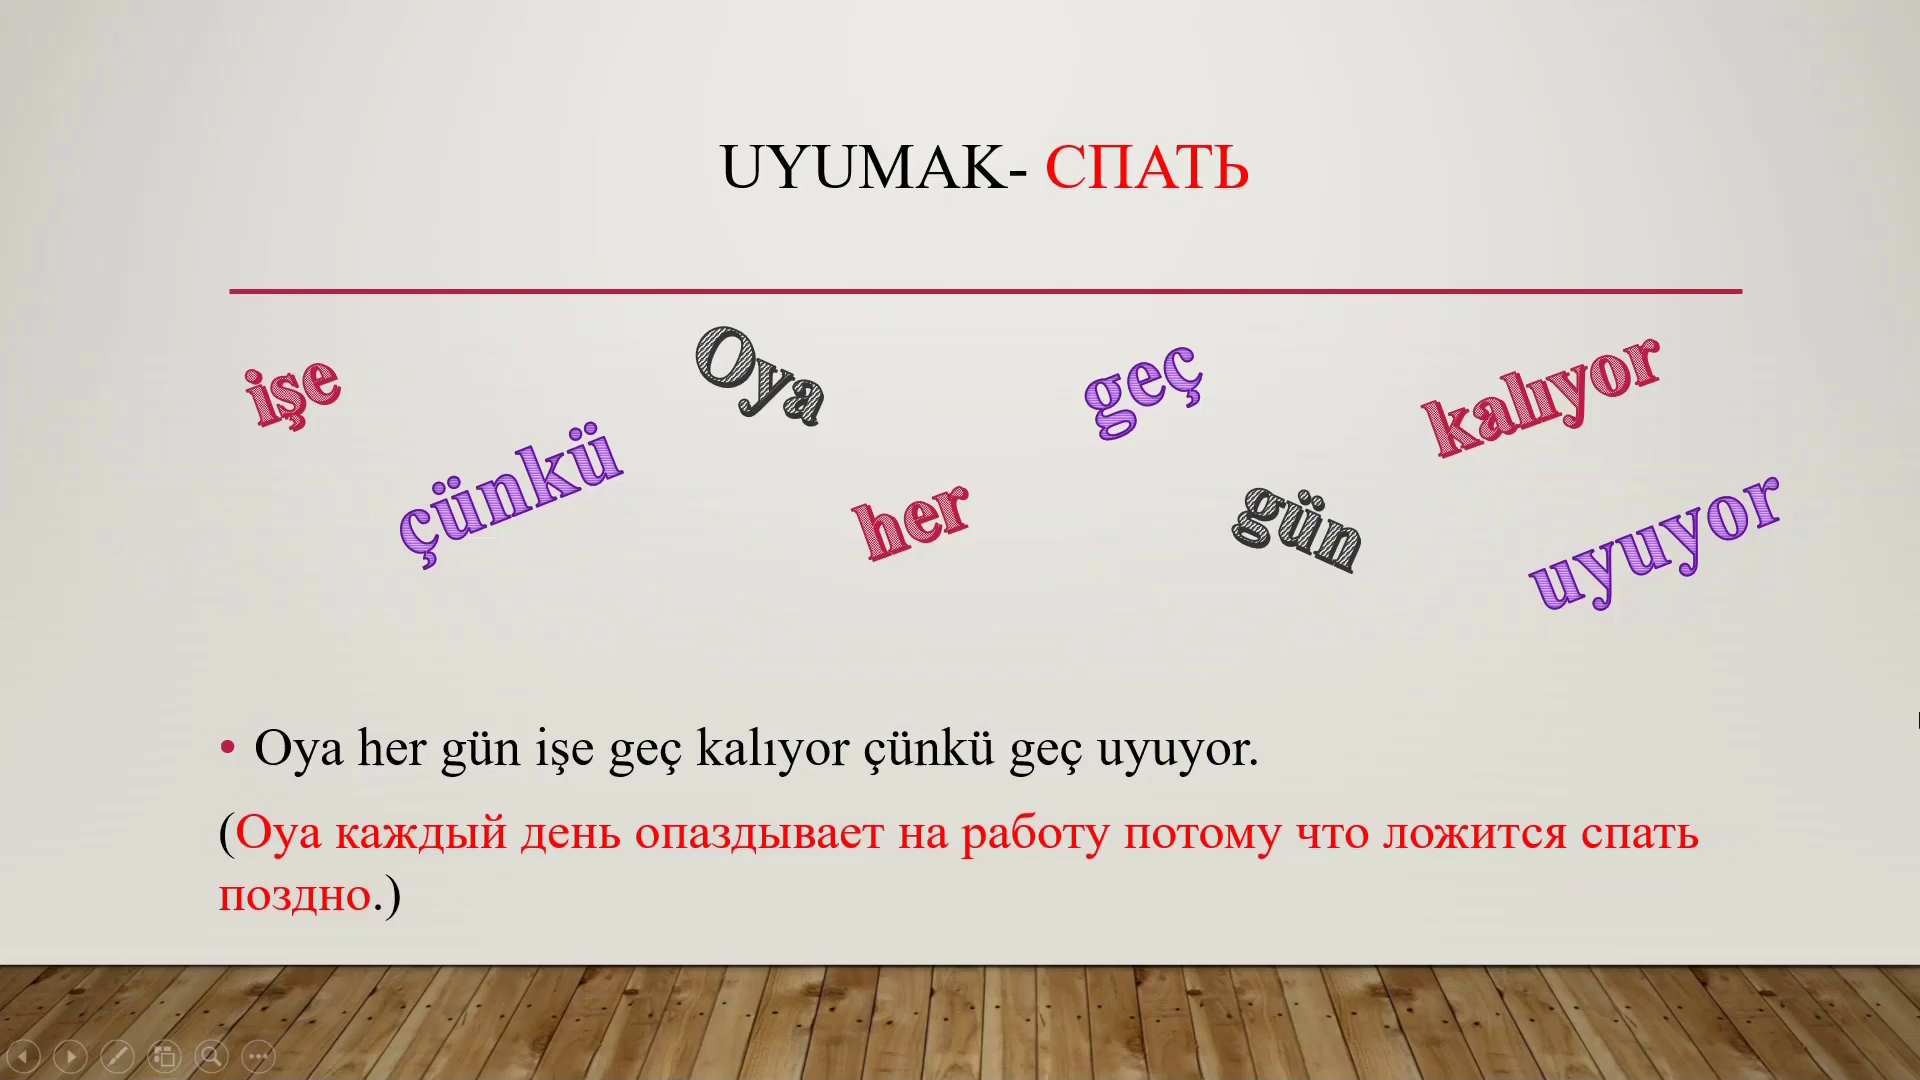 UYUMAK- СПАТЬ
işe
Oya
geç
kalıyor
çünkü
her
gün
uyuyor
• Oya her gün işe geç kalıyor çünkü geç uyuyor.
(Oya каждый день опаздывает на работу потому что ложится спать
поздно.)